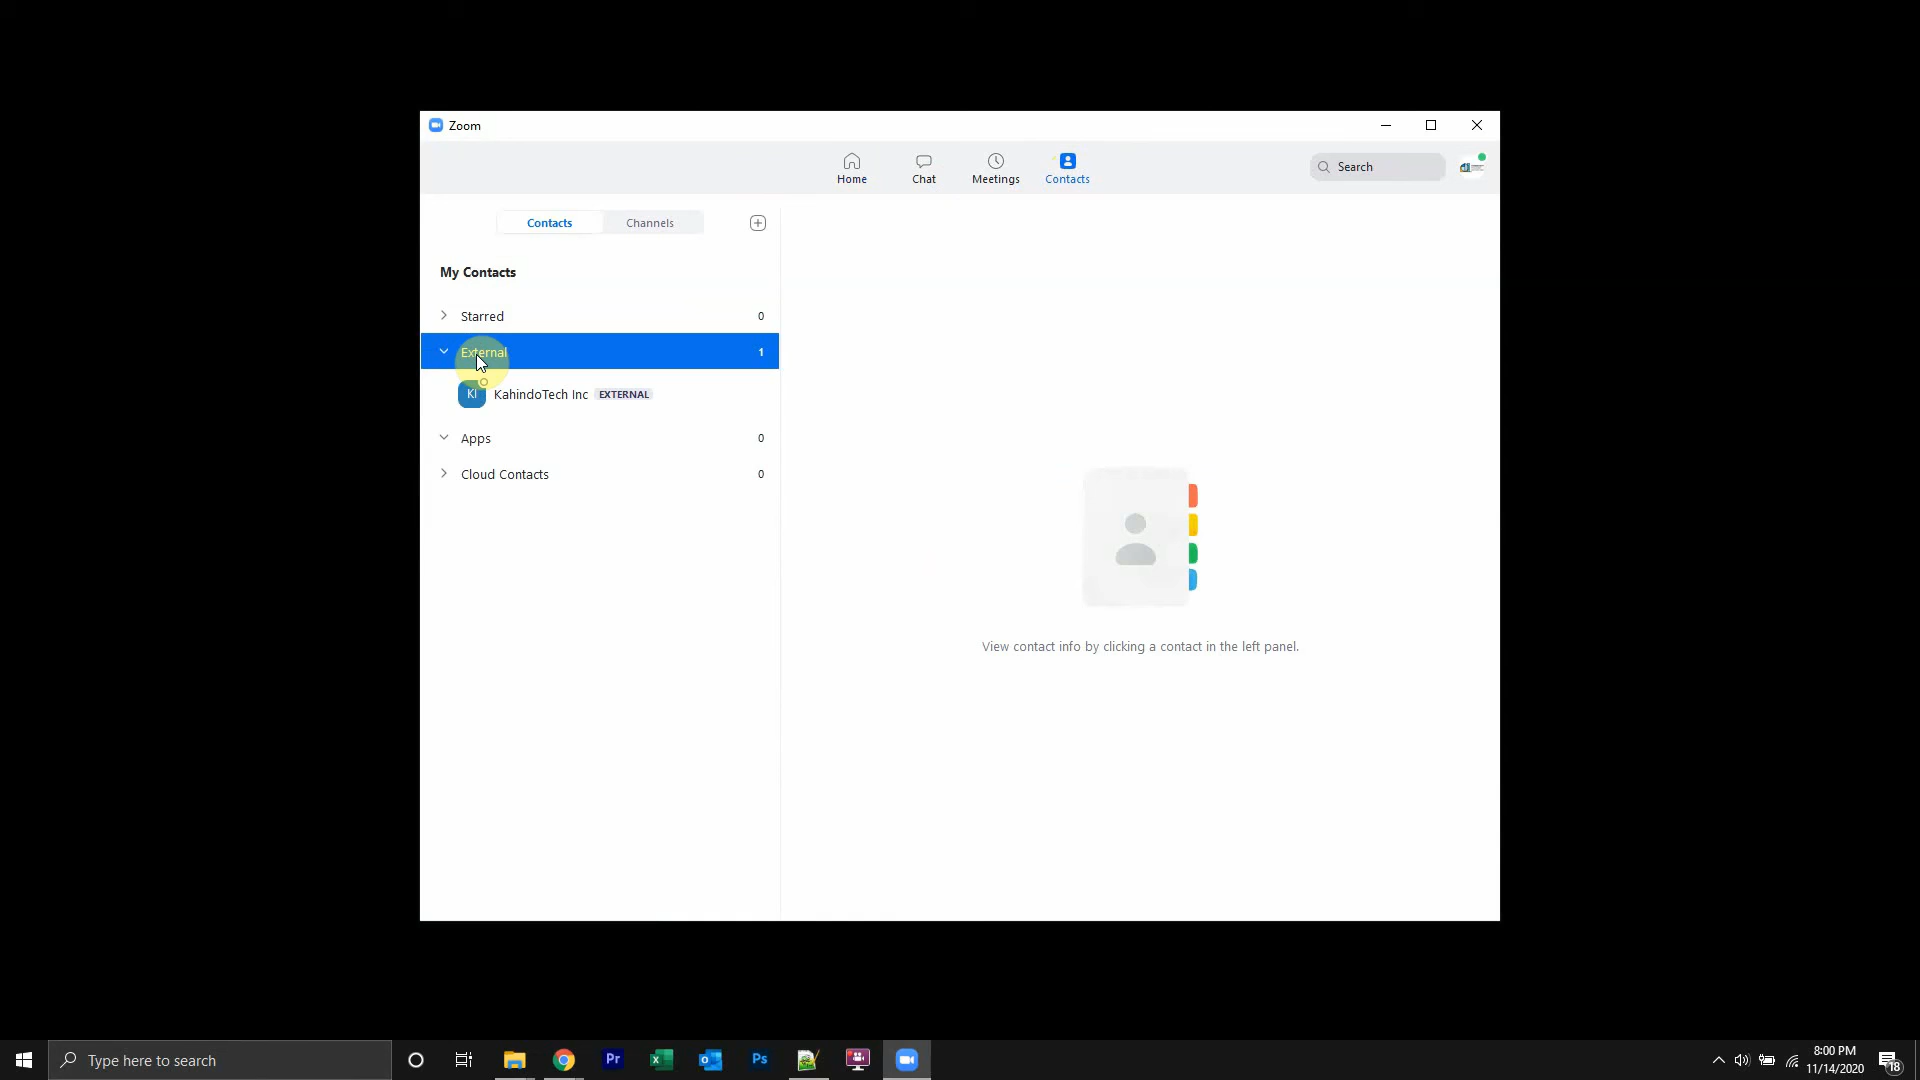 Zoom
Home Chat Meetings Contacts
Search
Contacts Channels
My Contacts
Starred 0
External 1
KI KahindoTech Inc EXTERNAL
Apps 0
Cloud Contacts 0
View contact info by clicking a contact in the left panel.
Type here to search
Pr
Ps
8:00 PM
11/14/2020
18